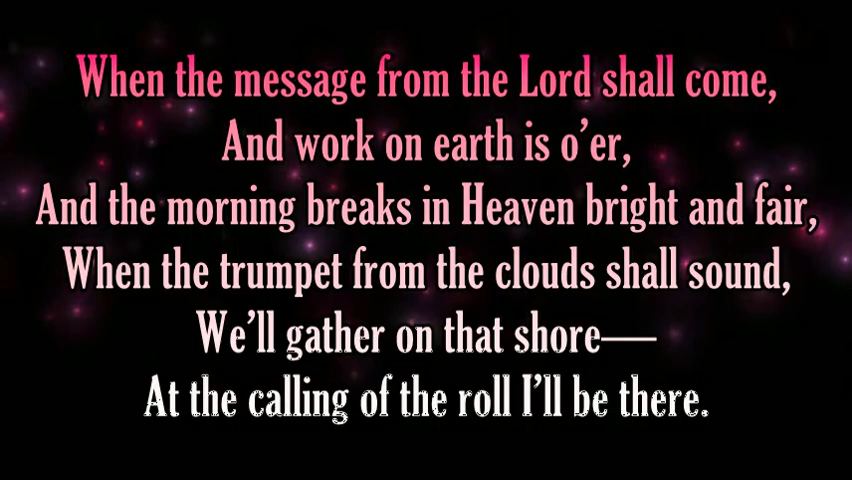 When the message from the Lord shall come,
And work on earth is o’er,
And the morning breaks in Heaven bright and fair,
When the trumpet from the clouds shall sound,
We’ll gather on that shore—
At the calling of the roll I’ll be there.